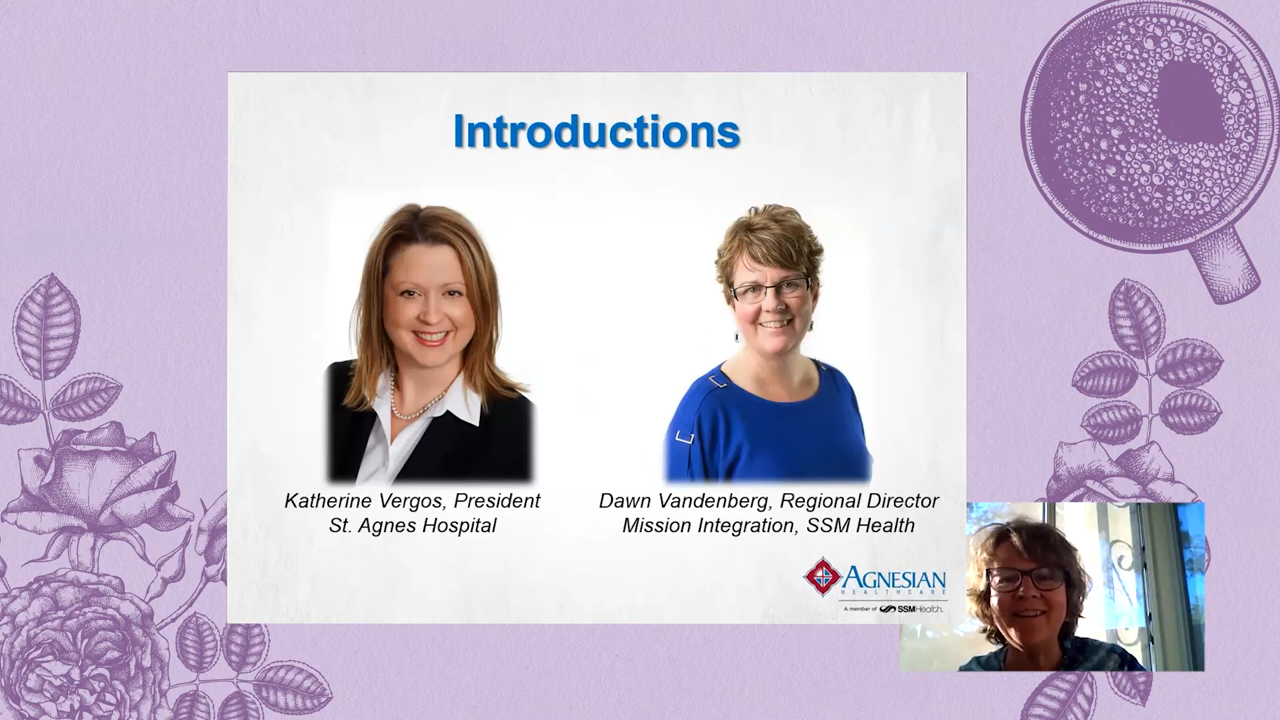 Introductions
Katherine Vergos, President
St. Agnes Hospital
Dawn Vandenberg, Regional Director
Mission Integration, SSM Health
AGNESIAN
HEALTHCARE
A member of SSMHealth.